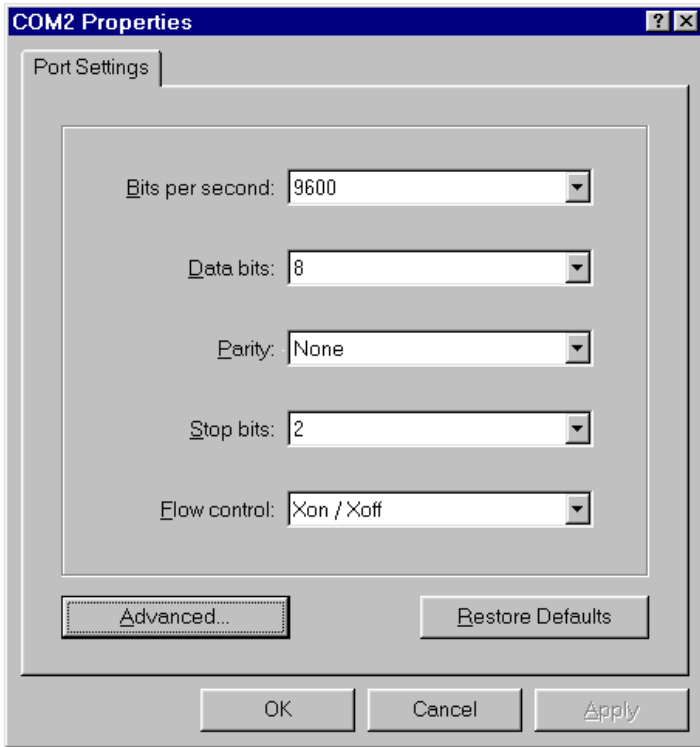 COM2 Properties
Port Settings
Bits per second: 9600
Data bits: 8
Parity: None
Stop bits: 2
Flow control: Xon / Xoff
Advanced... Restore Defaults
OK Cancel Apply